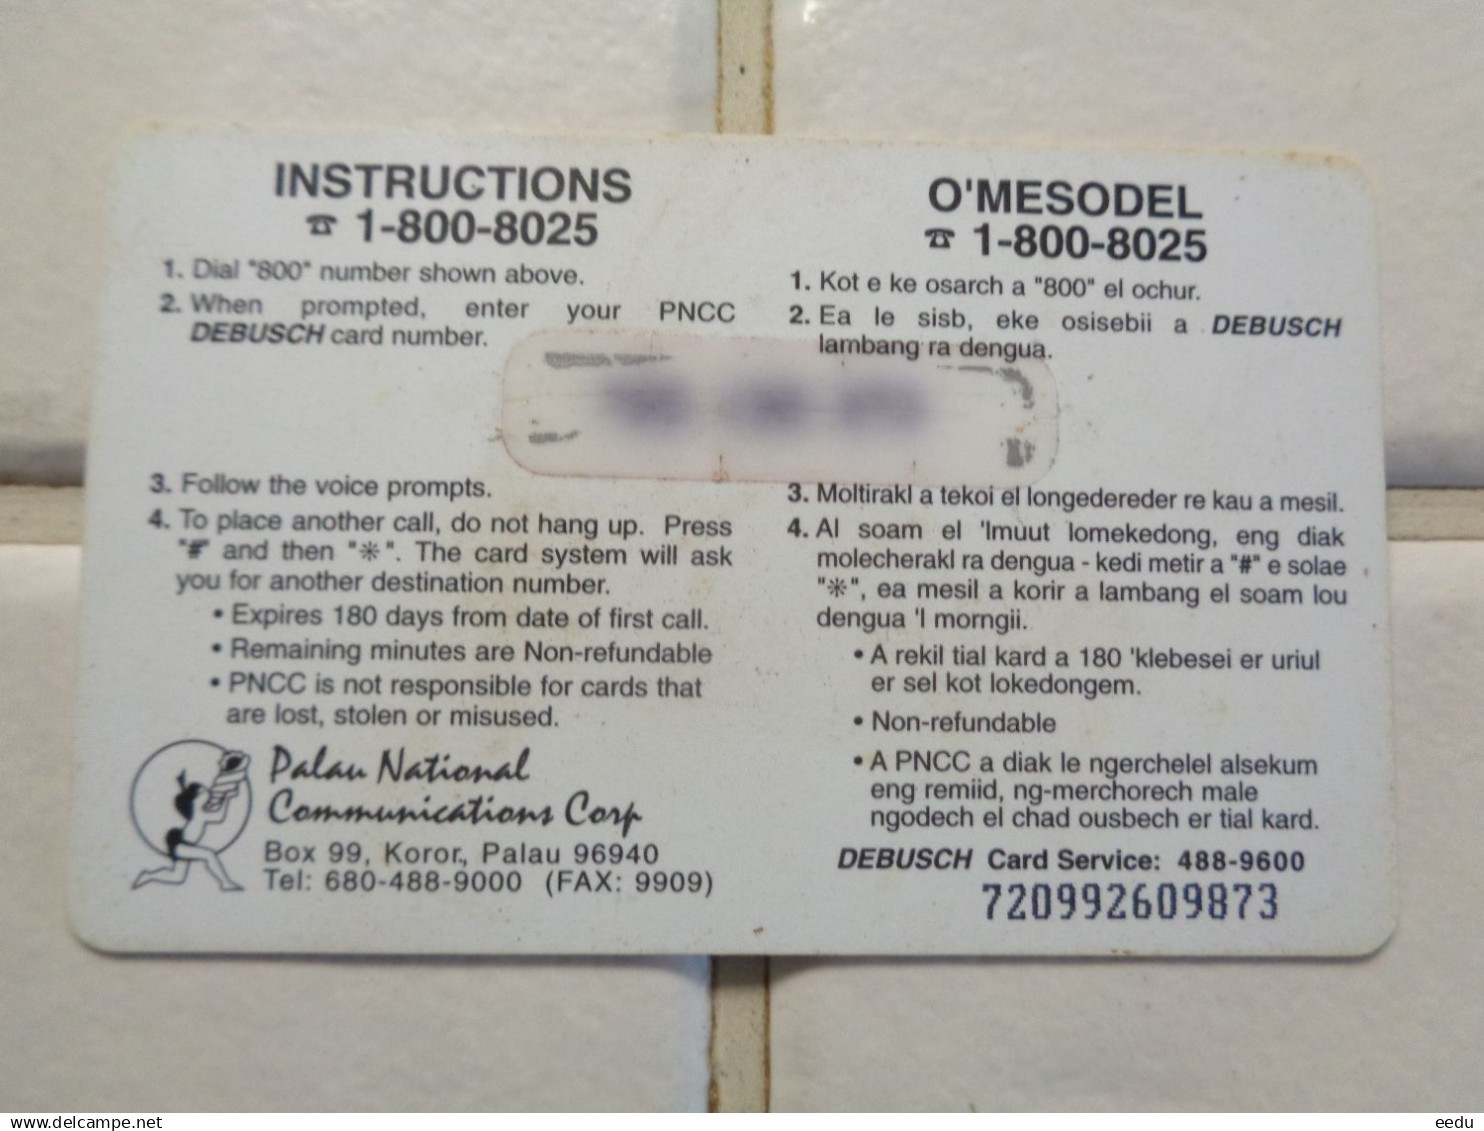 INSTRUCTIONS
☎ 1-800-8025
1. Dial "800" number shown above.
2. When prompted, enter your PNCC
DEBUSCH card number.
3. Follow the voice prompts.
4. To place another call, do not hang up. Press
"#" and then "✳". The card system will ask
you for another destination number.
• Expires 180 days from date of first call.
• Remaining minutes are Non-refundable
• PNCC is not responsible for cards that
are lost, stolen or misused.
Palau National
Communications Corp
Box 99, Koror, Palau 96940
Tel: 680-488-9000 (FAX: 9909)
O'MESODEL
☎ 1-800-8025
1. Kot e ke osarch a "800" el ochur.
2. Ea le sisb, eke osisebii a DEBUSCH
lambang ra dengua.
3. Moltirakl a tekoi el longedereder re kau a mesil.
4. Al soam el 'lmuut lomekedong, eng diak
molecherakl ra dengua - kedi metir a "#" e solae
"✳", ea mesil a korir a lambang el soam lou
dengua 'l morngii.
• A rekil tial kard a 180 'klebesei er uriul
er sel kot lokedongem.
• Non-refundable
• A PNCC a diak le ngerchelel alsekum
eng remiid, ng-merchorech male
ngodech el chad ousbech er tial kard.
DEBUSCH Card Service: 488-9600
720992609873
delcampe.net
eedu